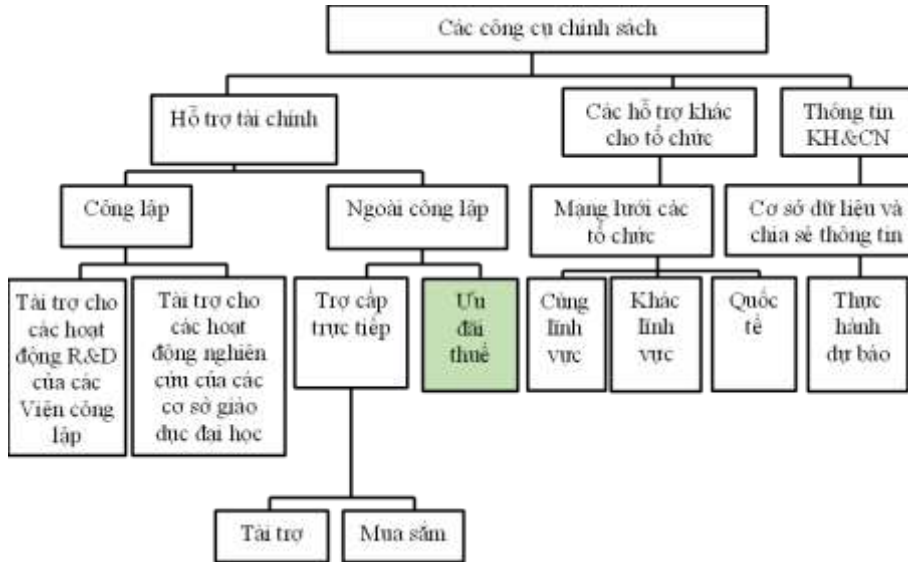 Các công cụ chính sách
Hỗ trợ tài chính
Các hỗ trợ khác
cho tổ chức
Thông tin
KH&CN
Công lập
Ngoài công lập
Mạng lưới các
tổ chức
Cơ sở dữ liệu và
chia sẻ thông tin
Tài trợ cho
các hoạt
động R&D
của các
Viện công
lập
Tài trợ cho
các hoạt
động nghiên
cứu của các
cơ sở giáo
dục đại học
Trợ cấp
trực tiếp
Ưu
đãi
thuế
Cùng
lĩnh
vực
Khác
lĩnh
vực
Quốc
tế
Thực
hành
dự báo
Tài trợ
Mua sắm